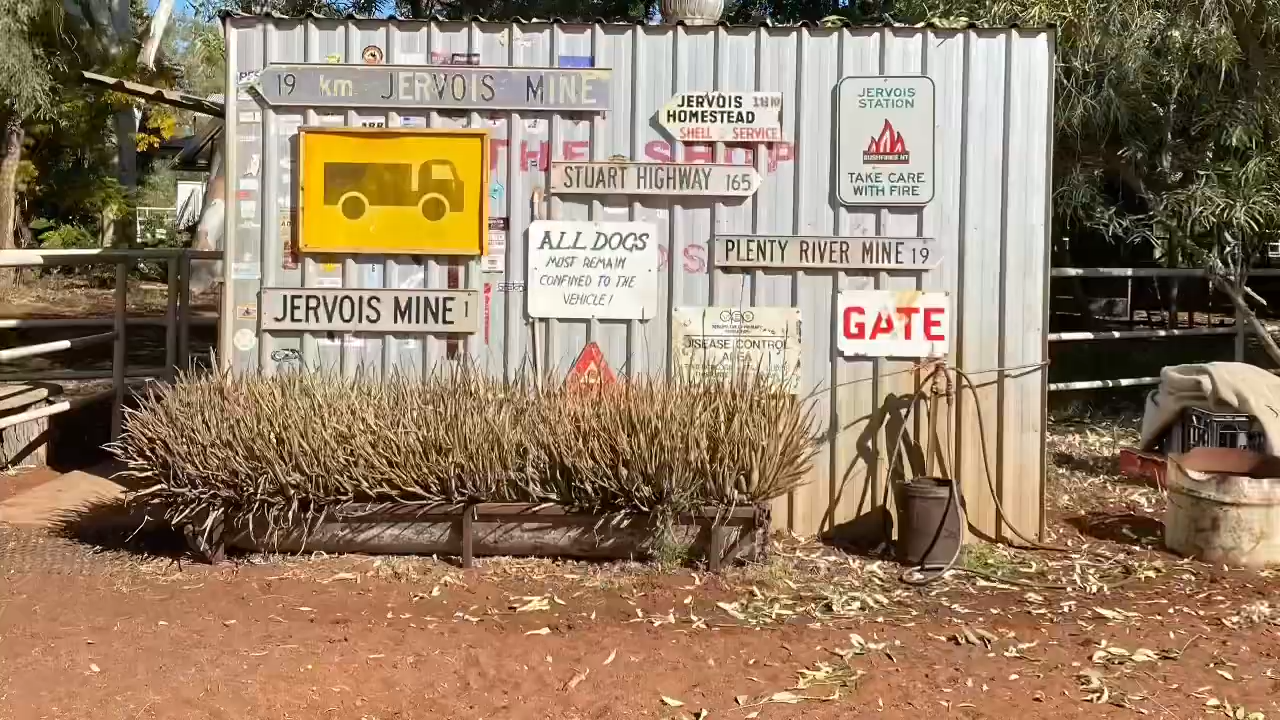 19 km JERVOIS MINE
JERVOIS
HOMESTEAD
SHELL SERVICE
JERVOIS
STATION
BUSHFIRES NT
TAKE CARE
WITH FIRE
THE SHOP
STUART HIGHWAY 165
ALL DOGS
MUST REMAIN
CONFINED TO THE
VEHICLE!
PLENTY RIVER MINE 19
JERVOIS MINE 1
GATE
DISEASE CONTROL
AREA